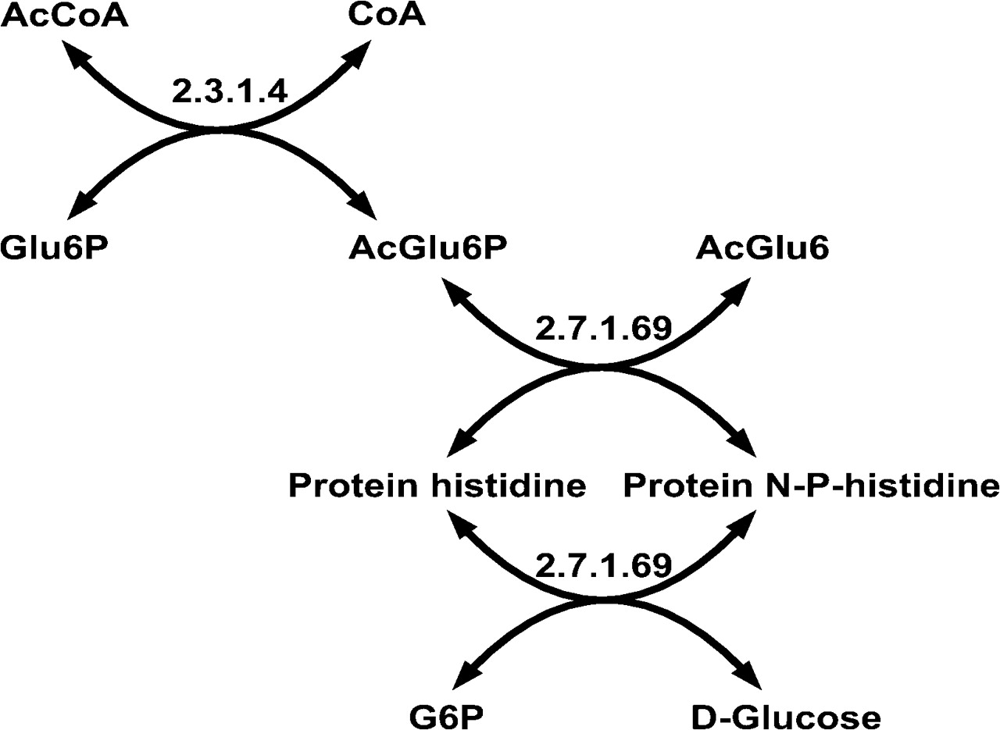 AcCoA CoA
2.3.1.4
Glu6P AcGlu6P AcGlu6
2.7.1.69
Protein histidine Protein N-P-histidine
2.7.1.69
G6P D-Glucose